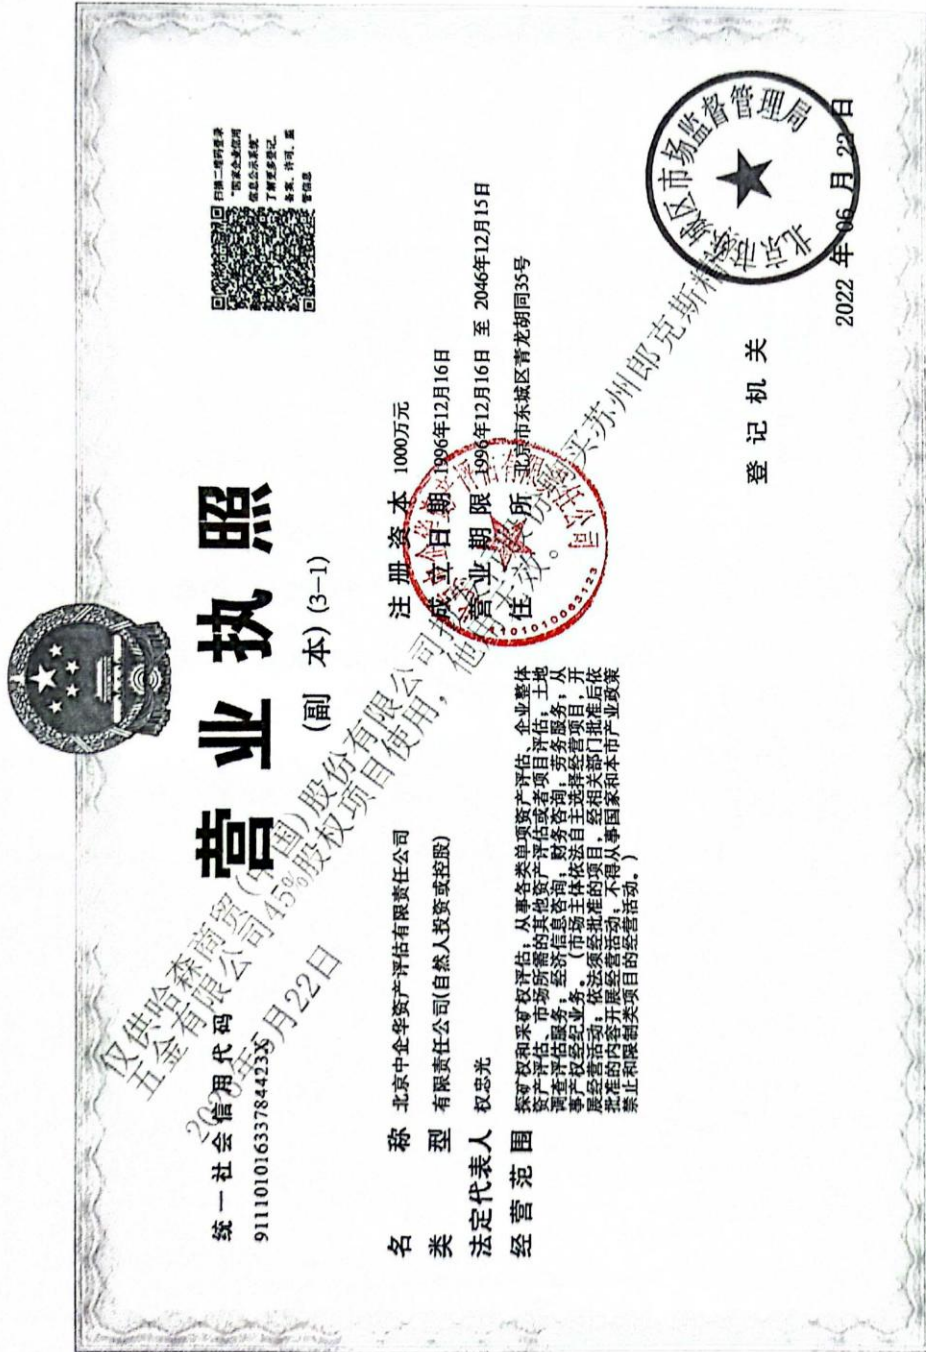 营业执照
(副 本) (3-1)
统一社会信用代码
91110101633784423X
扫描二维码登录
“国家企业信用
信息公示系统”
了解更多登记、
备案、许可、监
管信息
名称 北京中企华资产评估有限责任公司
类型 有限责任公司(自然人投资或控股)
法定代表人 权忠光
经营范围 探矿权和采矿权评估；从事各类单项资产评估、企业整体
资产评估、市场所需的其他资产评估或者项目评估；土地
调查评估服务；经济信息咨询；财务咨询；劳务服务；从
事产权经纪业务。（市场主体依法自主选择经营项目，开
展经营活动；依法须经批准的项目，经相关部门批准后依
批准的内容开展经营活动；不得从事国家和本市产业政策
禁止和限制类项目的经营活动。）
注册资本 1000万元
成立日期 1996年12月16日
营业期限 1996年12月16日 至 2046年12月15日
住所 北京市东城区青龙胡同35号
登记机关
2022 年 06 月 22 日
北京市东城区市场监督管理局
1101010063123
仅供哈森商贸(中国)股份有限公司
购买苏州郎克斯精
五金有限公司45%股权项目使用，他用无效。
年5月22日